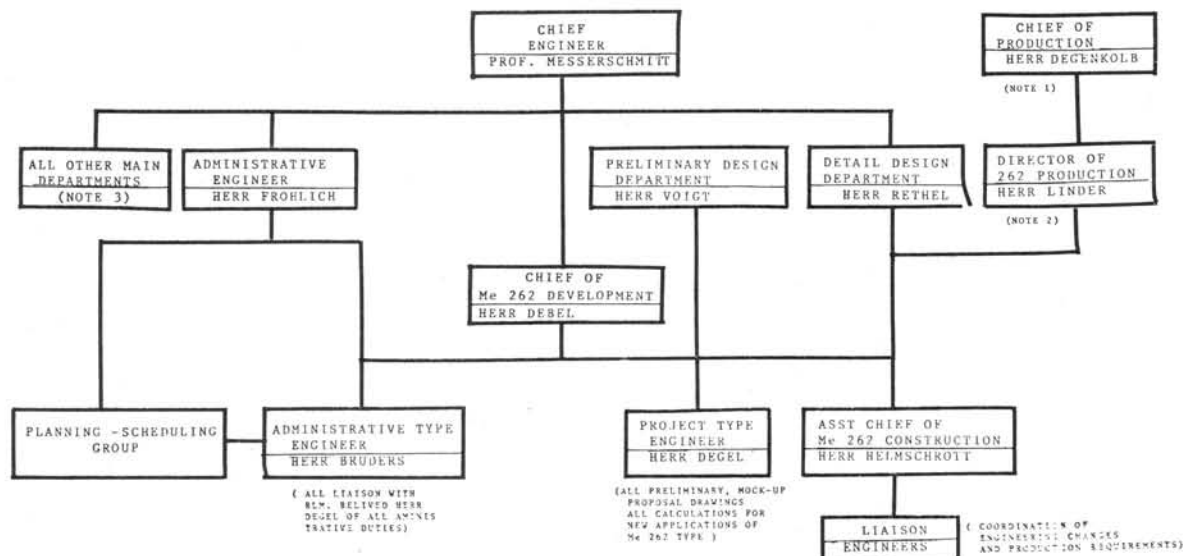 CHIEF
ENGINEER
PROF. MESSERSCHMITT
CHIEF OF
PRODUCTION
HERR DEGENKOLB
(NOTE 1)
ALL OTHER MAIN
DEPARTMENTS
(NOTE 3)
ADMINISTRATIVE
ENGINEER
HERR FROHLICH
PRELIMINARY DESIGN
DEPARTMENT
HERR VOIGT
DETAIL DESIGN
DEPARTMENT
HERR RETHEL
DIRECTOR OF
262 PRODUCTION
HERR LINDER
(NOTE 2)
CHIEF OF
Me 262 DEVELOPMENT
HERR DEBEL
PLANNING -SCHEDULING
GROUP
ADMINISTRATIVE TYPE
ENGINEER
HERR BRUDERS
( ALL LIAISON WITH
RLM. RELIVED HERR
DEGEL OF ALL AMINES
TRATIVE DUTIES)
PROJECT TYPE
ENGINEER
HERR DEGEL
(ALL PRELIMINARY, MOCK-UP
PROPOSAL DRAWINGS
ALL CALCULATIONS FOR
NEW APPLICATIONS OF
Me 262 TYPE )
ASST CHIEF OF
Me 262 CONSTRUCTION
HERR HELMSCHROTT
LIAISON
ENGINEERS
( COORDINATION OF
ENGINEERING CHANGES
AND PRODUCTION REQUIREMENTS)